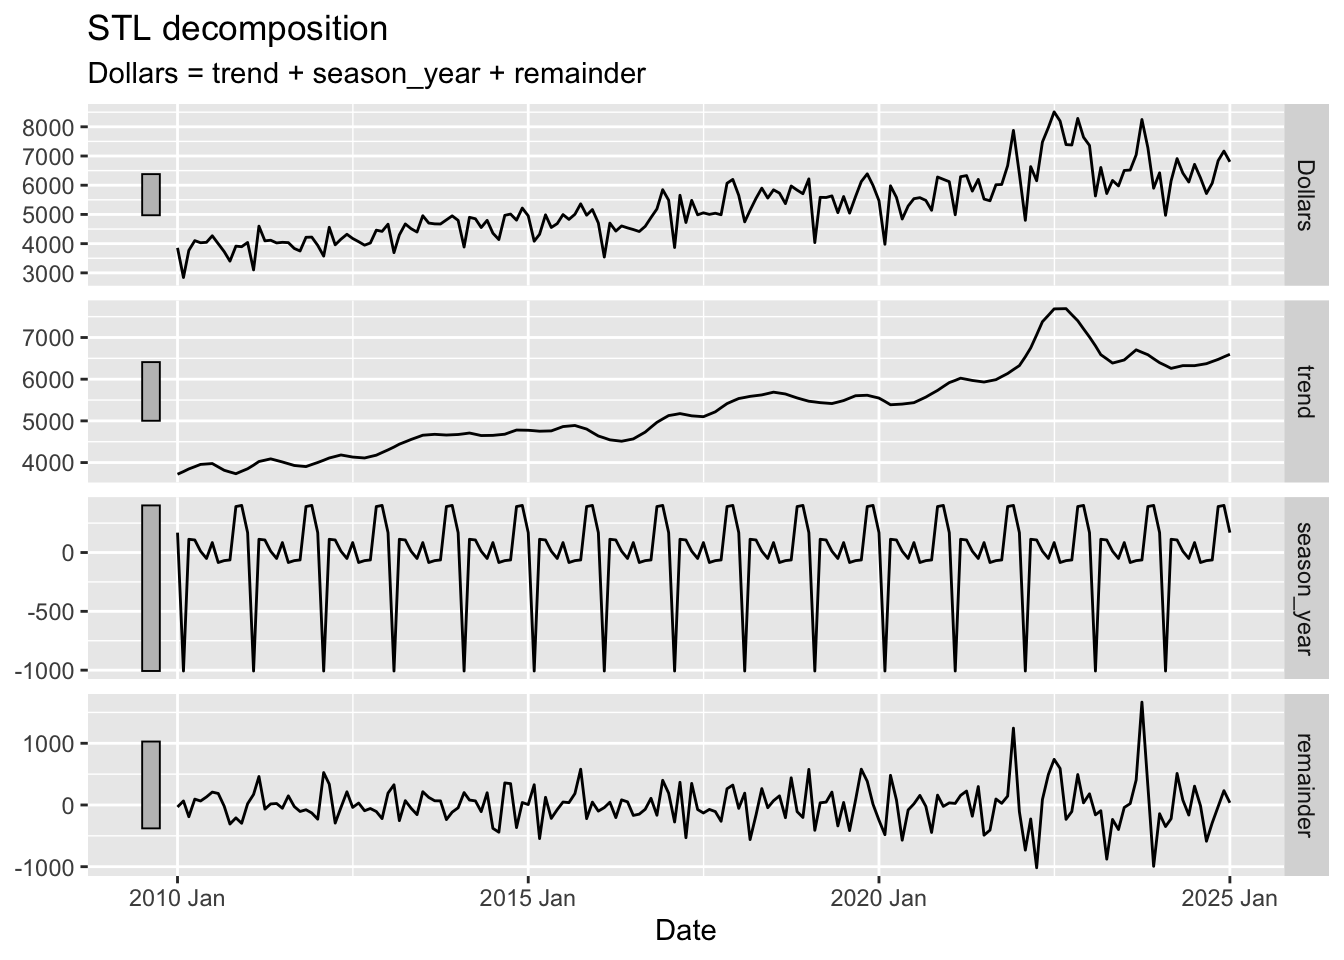 STL decomposition
Dollars = trend + season_year + remainder
8000
7000
6000
5000
4000
3000
Dollars
7000
6000
5000
4000
trend
0
-500
-1000
season_year
1000
0
-1000
remainder
2010 Jan
2015 Jan
2020 Jan
2025 Jan
Date